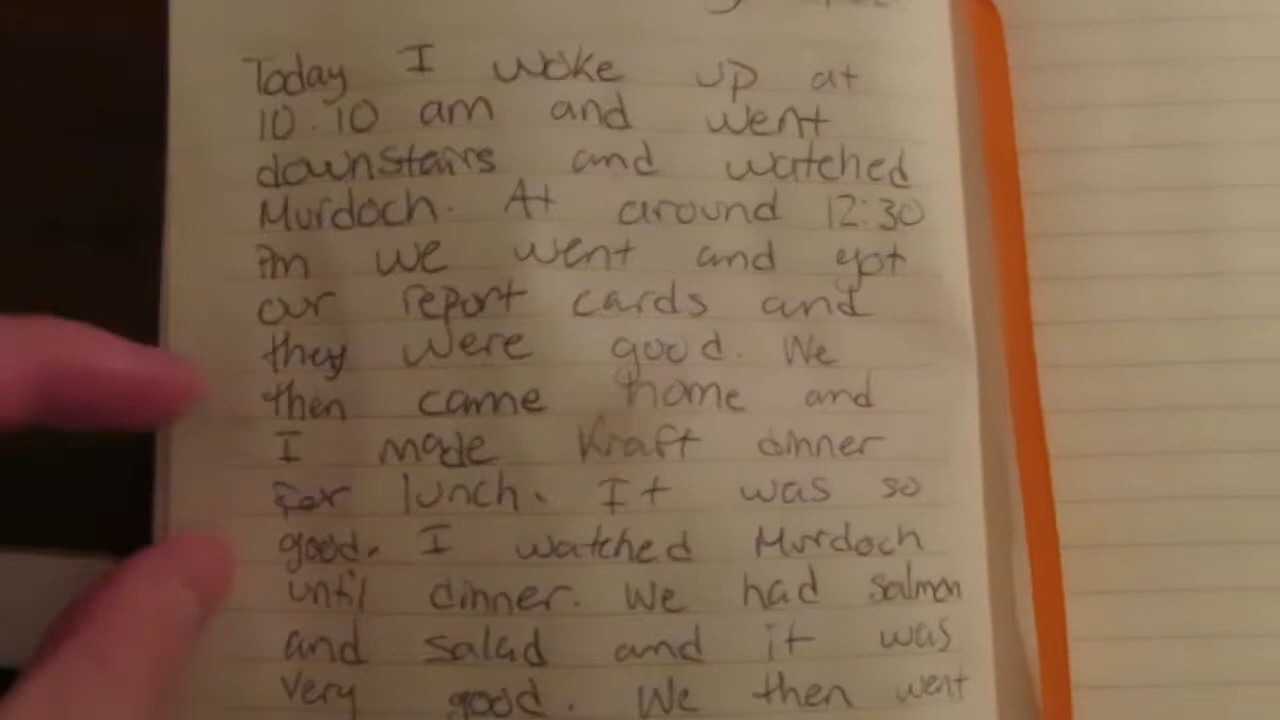 Today I woke up at
10:10 am and went
downstairs and watched
Murdoch. At around 12:30
Pm we went and got
our report cards and
they were good. We
then came home and
I made Kraft dinner
for lunch. It was so
good. I watched Murdoch
until dinner. We had salmon
and salad and it was
very good. We then went